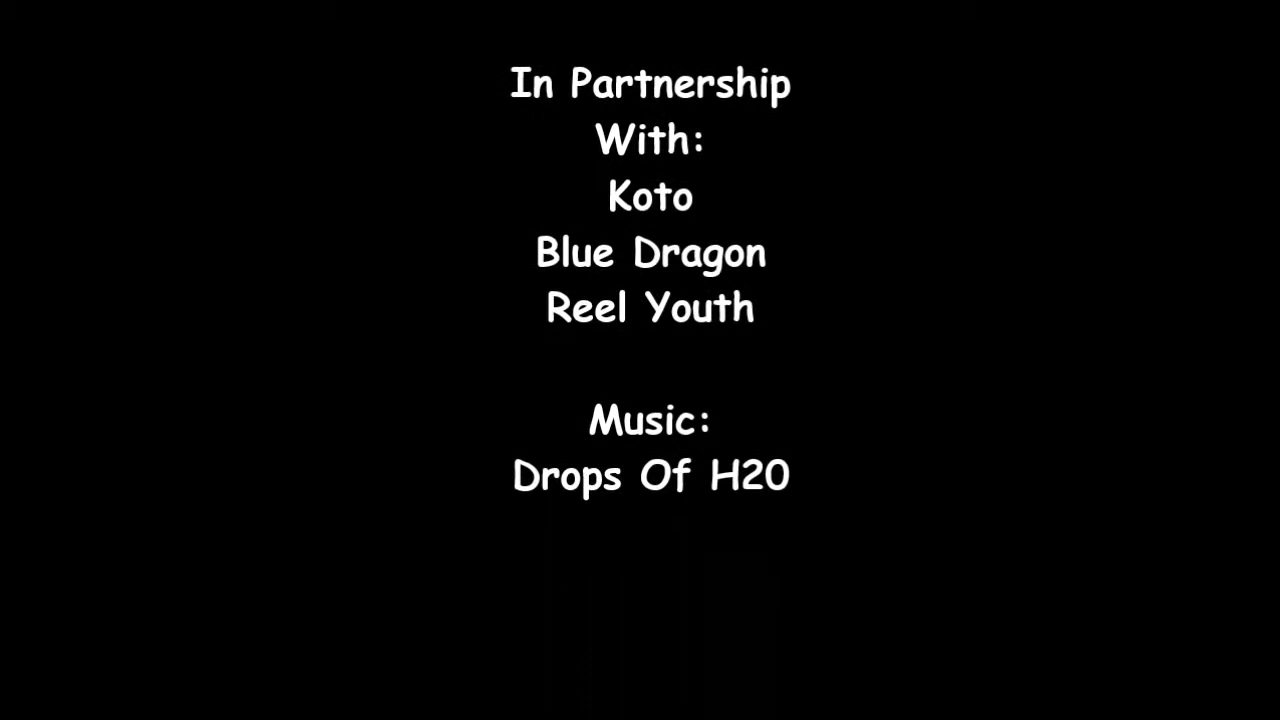 In Partnership
With:
Koto
Blue Dragon
Reel Youth
Music:
Drops Of H20